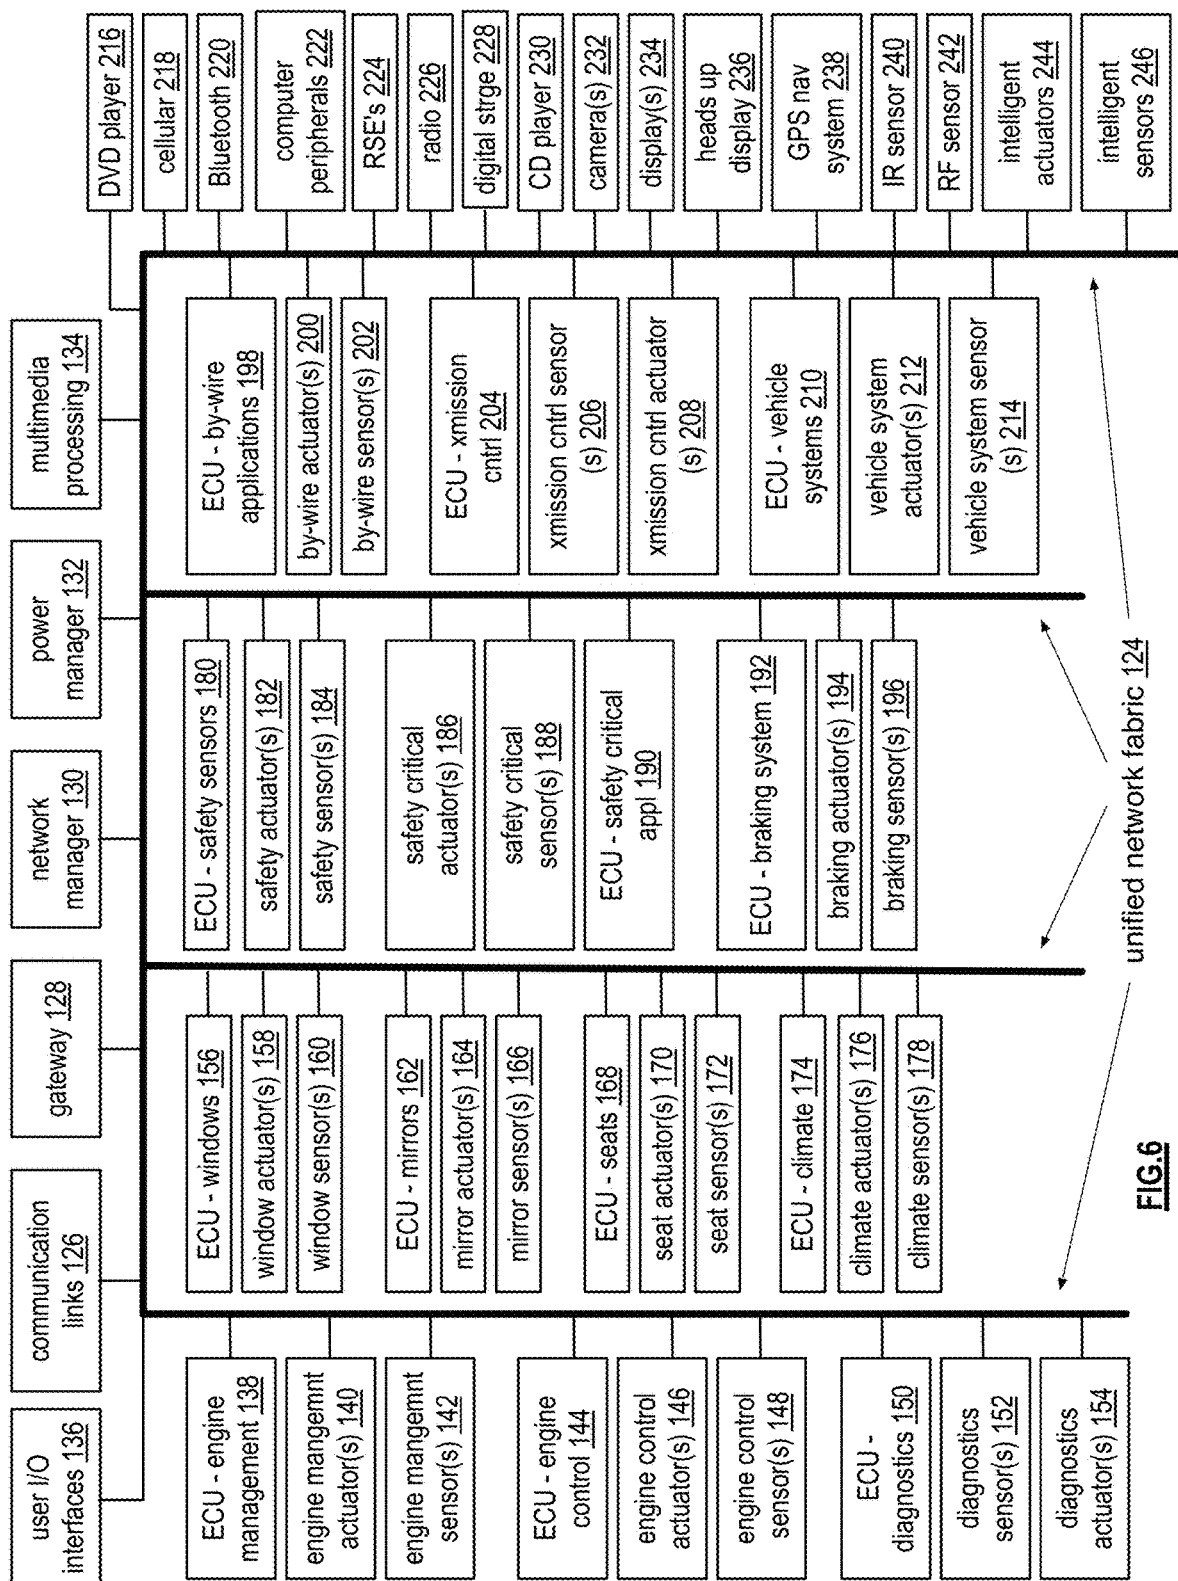 user I/O
interfaces 136
communication
links 126
gateway 128
network
manager 130
power
manager 132
multimedia
processing 134
ECU - engine
management 138
engine mangemnt
actuator(s) 140
engine mangemnt
sensor(s) 142
ECU - engine
control 144
engine control
actuator(s) 146
engine control
sensor(s) 148
ECU -
diagnostics 150
diagnostics
sensor(s) 152
diagnostics
actuator(s) 154
ECU - windows 156
window actuator(s) 158
window sensor(s) 160
ECU - mirrors 162
mirror actuator(s) 164
mirror sensor(s) 166
ECU - seats 168
seat actuator(s) 170
seat sensor(s) 172
ECU - climate 174
climate actuator(s) 176
climate sensor(s) 178
ECU - safety sensors 180
safety actuator(s) 182
safety sensor(s) 184
safety critical
actuator(s) 186
safety critical
sensor(s) 188
ECU - safety critical
appl 190
ECU - braking system 192
braking actuator(s) 194
braking sensor(s) 196
ECU - by-wire
applications 198
by-wire actuator(s) 200
by-wire sensor(s) 202
ECU - xmission
cntrl 204
xmission cntrl sensor
(s) 206
xmission cntrl actuator
(s) 208
ECU - vehicle
systems 210
vehicle system
actuator(s) 212
vehicle system sensor
(s) 214
DVD player 216
cellular 218
Bluetooth 220
computer
peripherals 222
RSE's 224
radio 226
digital strge 228
CD player 230
camera(s) 232
display(s) 234
heads up
display 236
GPS nav
system 238
IR sensor 240
RF sensor 242
intelligent
actuators 244
intelligent
sensors 246
unified network fabric 124
FIG.6